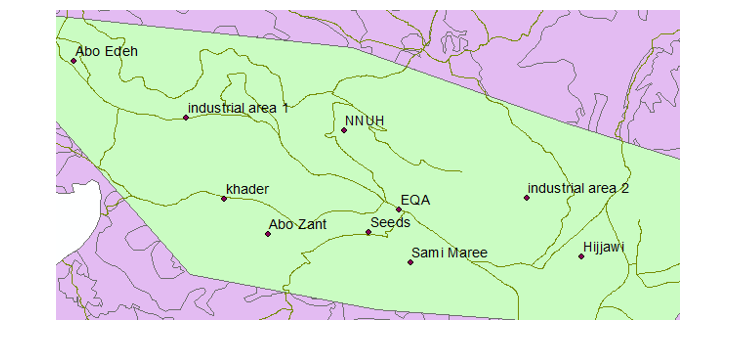 Abo Edeh
industrial area 1
NNUH
khader
industrial area 2
EQA
Abo Zant
Seeds
Sami Maree
Hijjawi